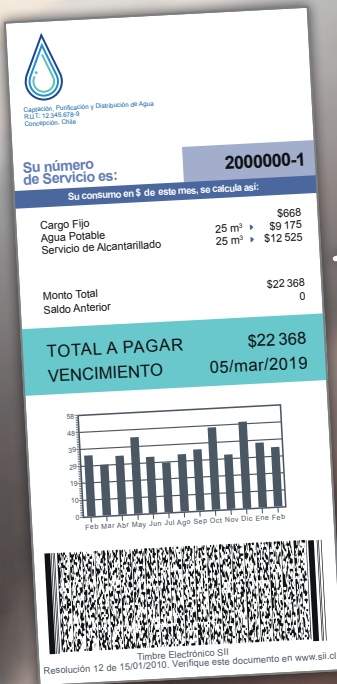 Captación, Purificación y Distribución de Agua
R.U.T.: 12.345.678-9
Concepción, Chile
Su número
de Servicio es:
2000000-1
Su consumo en $ de este mes, se calcula asi:
Cargo Fijo $668
Agua Potable 25 m³ $9 175
Servicio de Alcantarillado 25 m³ $12 525
Monto Total $22 368
Saldo Anterior 0
TOTAL A PAGAR $22 368
VENCIMIENTO 05/mar/2019
58
48
39
29
19
10
0
Feb Mar Abr May Jun Jul Ago Sep Oct Nov Dic Ene Feb
Timbre Electrónico SII
Resolución 12 de 15/01/2010. Verifique este documento en www.sii.cl